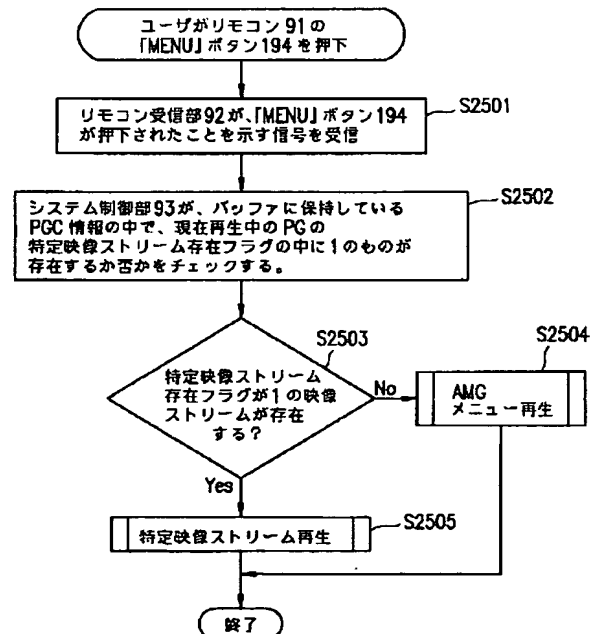 ユーザがリモコン91の
「MENU」ボタン194を押下
S2501
リモコン受信部92が、「MENU」ボタン194
が押下されたことを示す信号を受信
S2502
システム制御部93が、バッファに保持している
PGC情報の中で、現在再生中のPGの
特定映像ストリーム存在フラグの中に1のものが
存在するか否かをチェックする。
S2503
特定映像ストリーム
存在フラグが1の映像
ストリームが存在
する?
No
S2504
AMG
メニュー再生
Yes
S2505
特定映像ストリーム再生
終了